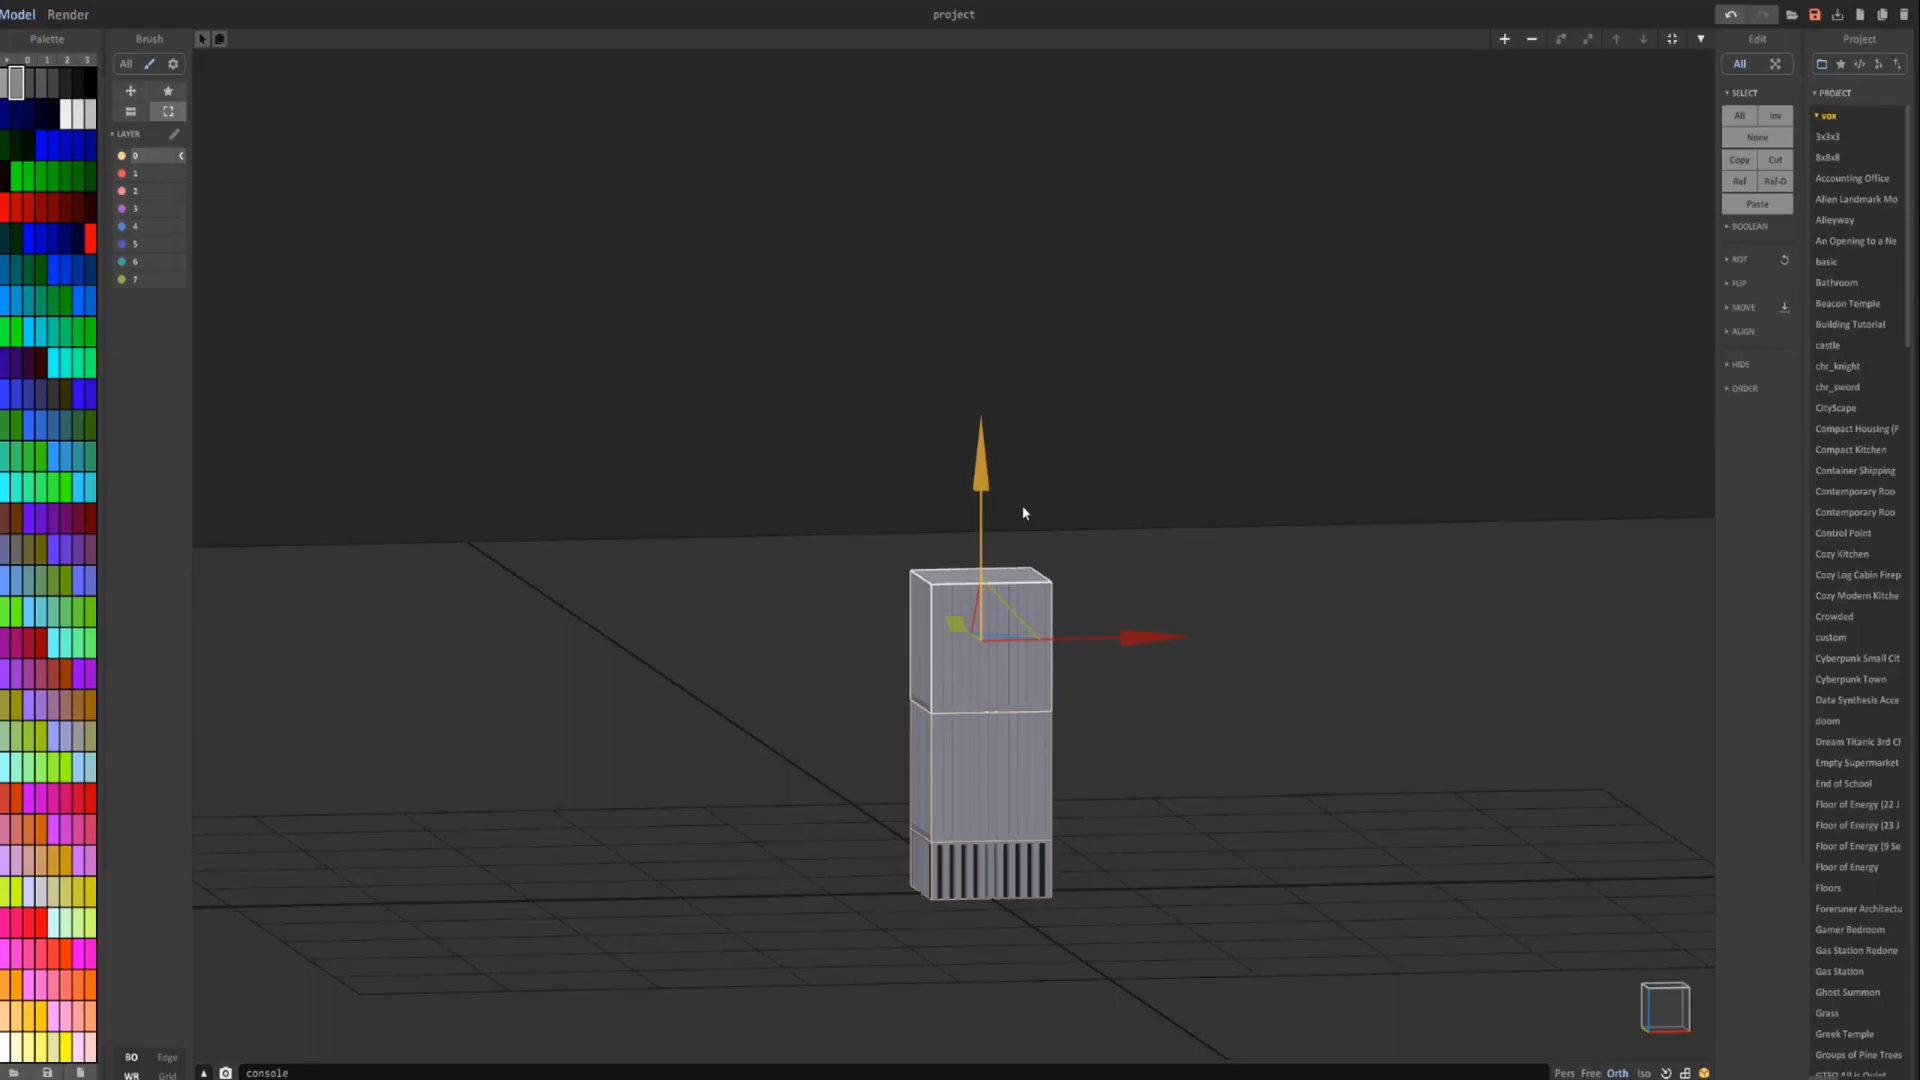 Model Render
project
Palette
0 1 2 3
Brush
All
LAYER
0
1
2
3
4
5
6
7
BO Edge
WR Grid
console
Pers Free Orth Iso
Edit
All
SELECT
All Inv
None
Copy Cut
Ref Ref-D
Paste
BOOLEAN
ROT
FLIP
MOVE
ALIGN
HIDE
ORDER
Project
PROJECT
vox
3x3x3
8x8x8
Accounting Office
Alien Landmark Mo
Alleyway
An Opening to a Ne
basic
Bathroom
Beacon Temple
Building Tutorial
castle
chr_knight
chr_sword
CityScape
Compact Housing (F
Compact Kitchen
Container Shipping
Contemporary Roo
Contemporary Roo
Control Point
Cozy Kitchen
Cozy Log Cabin Firep
Cozy Modern Kitche
Crowded
custom
Cyberpunk Small Cit
Cyberpunk Town
Data Synthesis Acce
doom
Dream Titanic 3rd Cl
Empty Supermarket
End of School
Floor of Energy (22 J
Floor of Energy (23 J
Floor of Energy (9 Se
Floor of Energy
Floors
Forerunner Architectu
Gamer Bedroom
Gas Station Redone
Gas Station
Ghost Summon
Grass
Greek Temple
Groups of Pine Trees